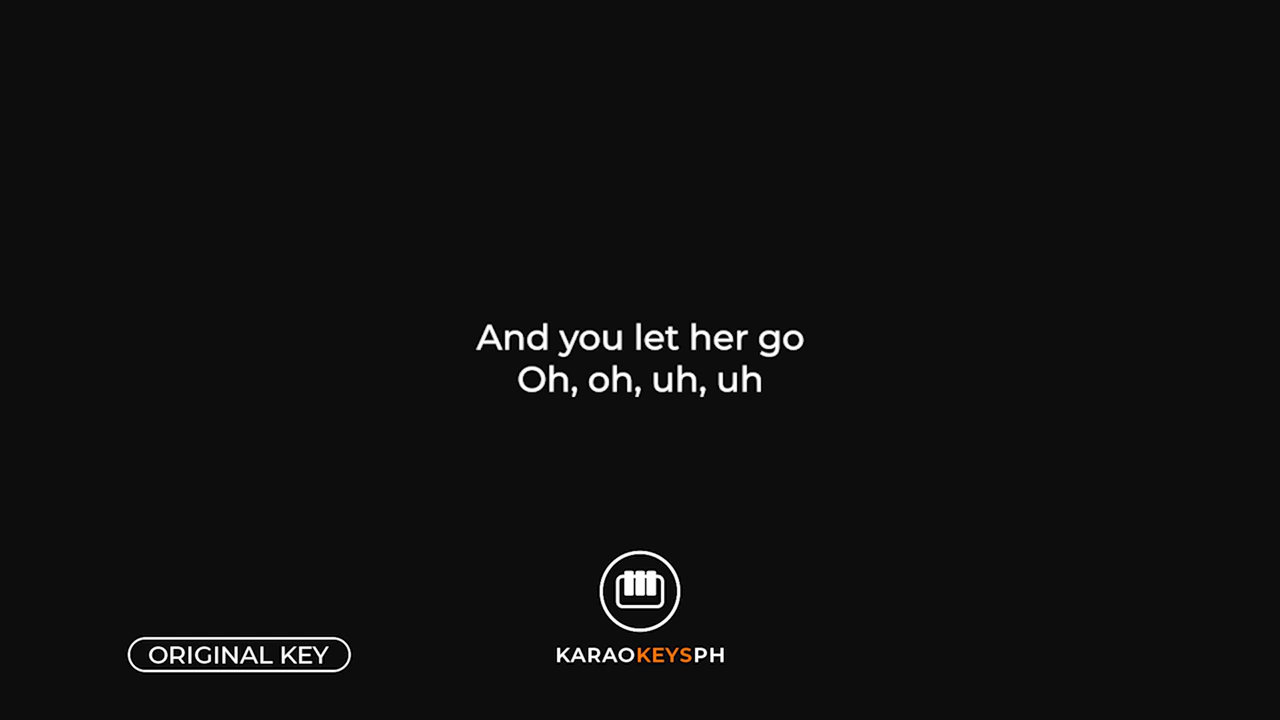 And you let her go
Oh, oh, uh, uh
ORIGINAL KEY
KARAOKEYSPH